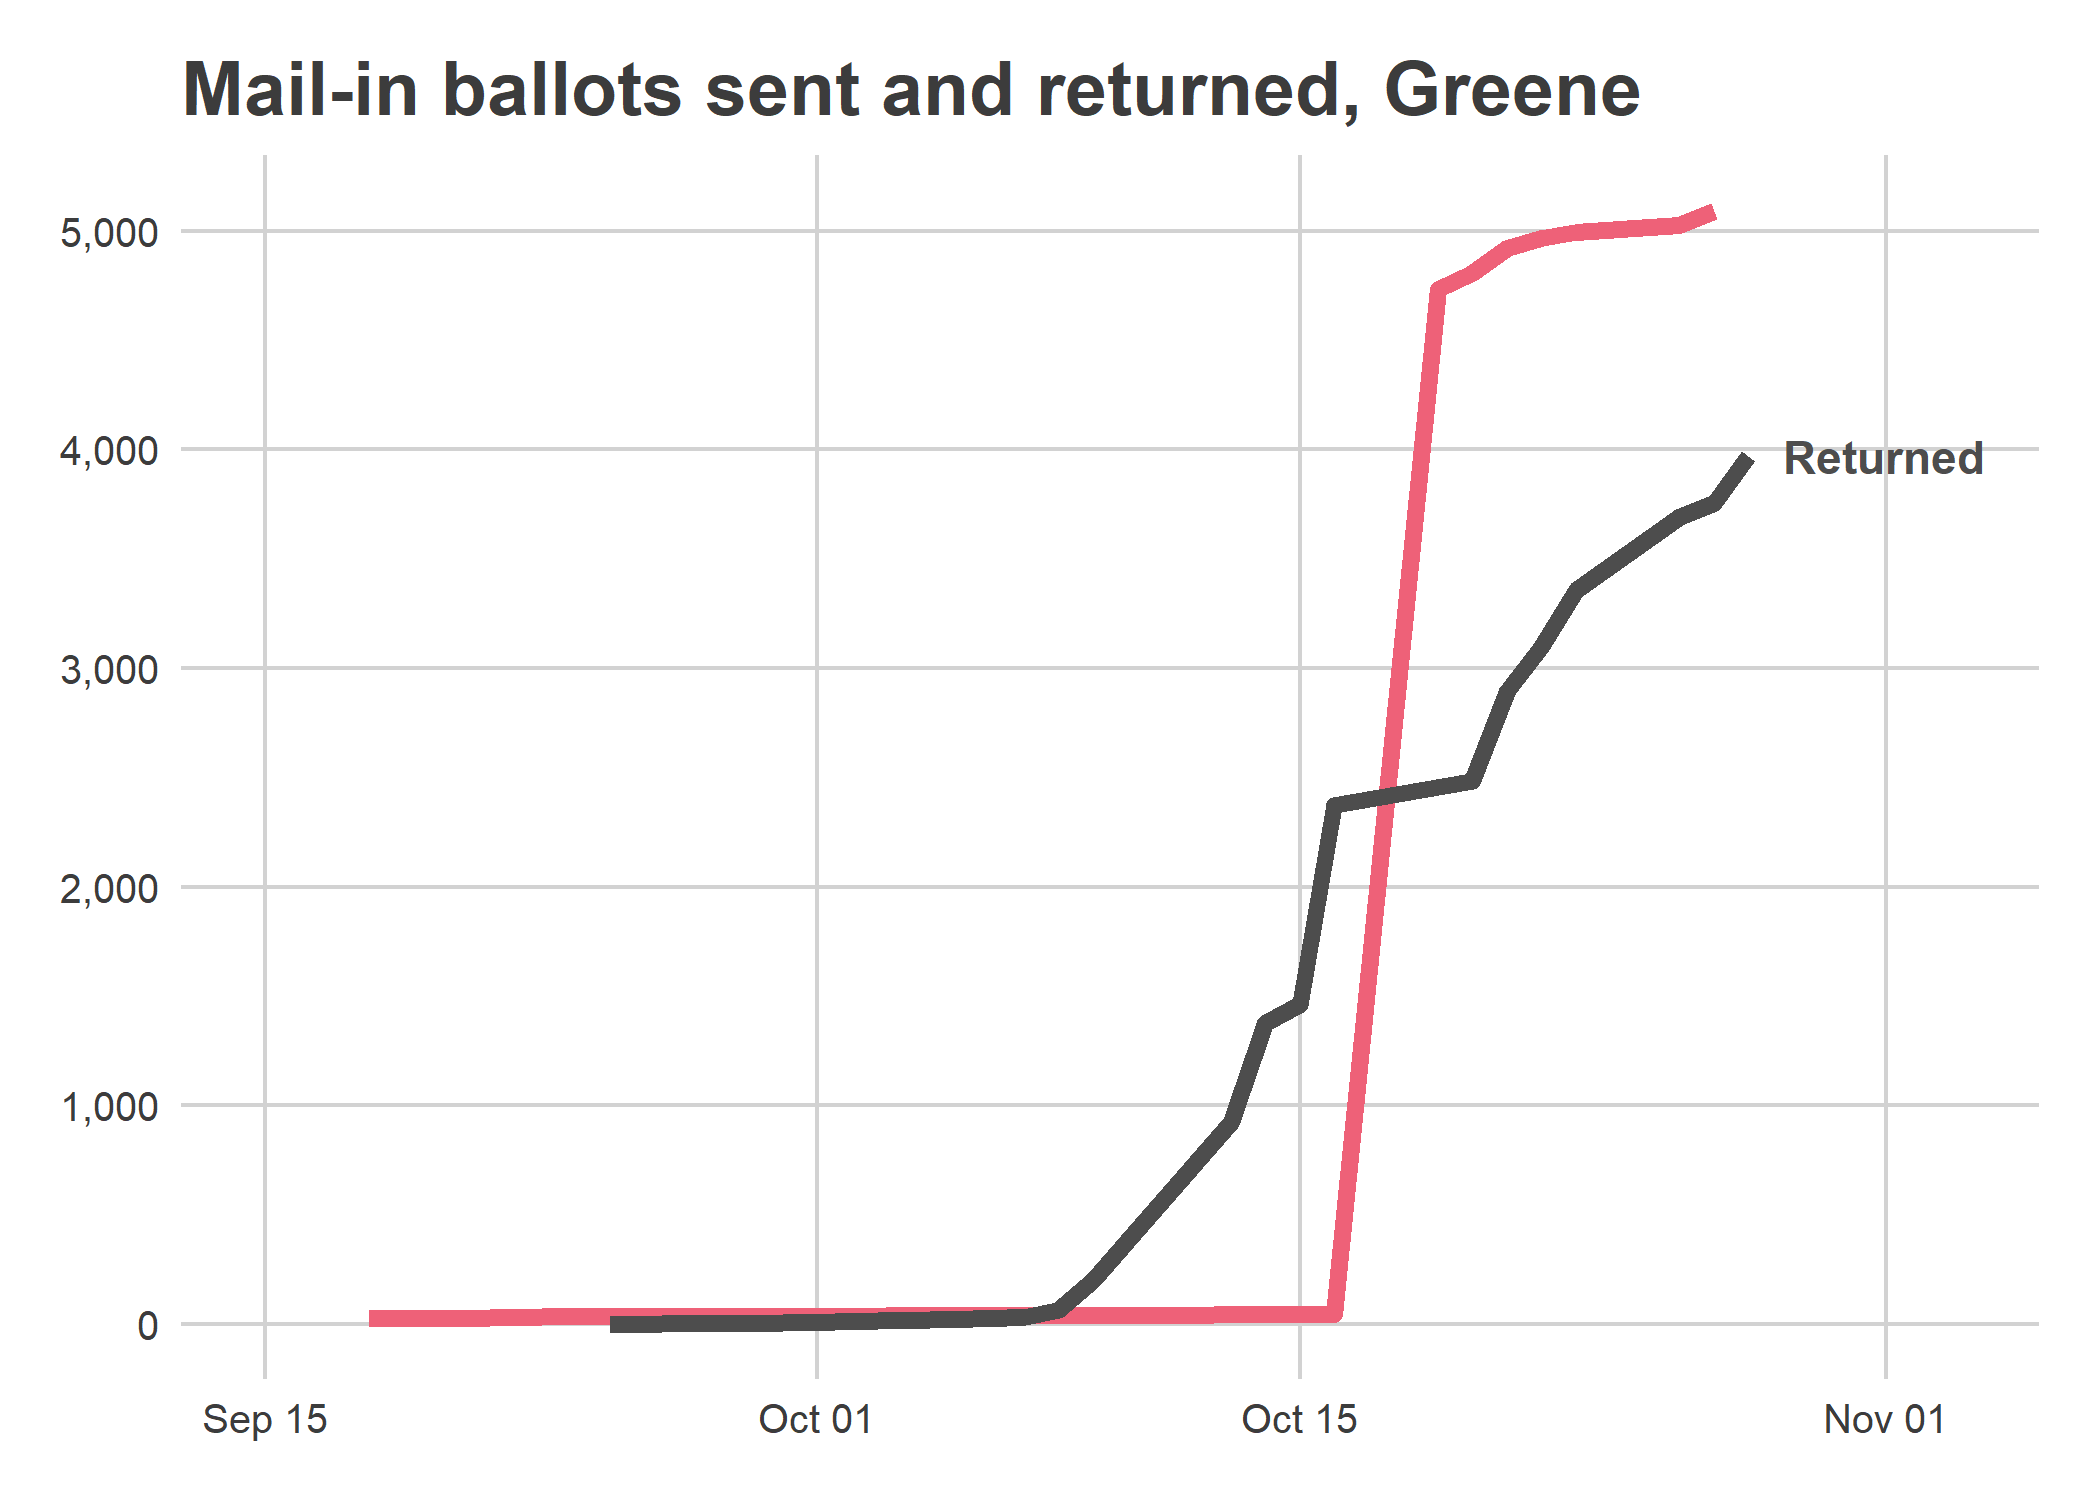 Mail-in ballots sent and returned, Greene
5,000
4,000
Returned
3,000
2,000
1,000
0
Sep 15
Oct 01
Oct 15
Nov 01